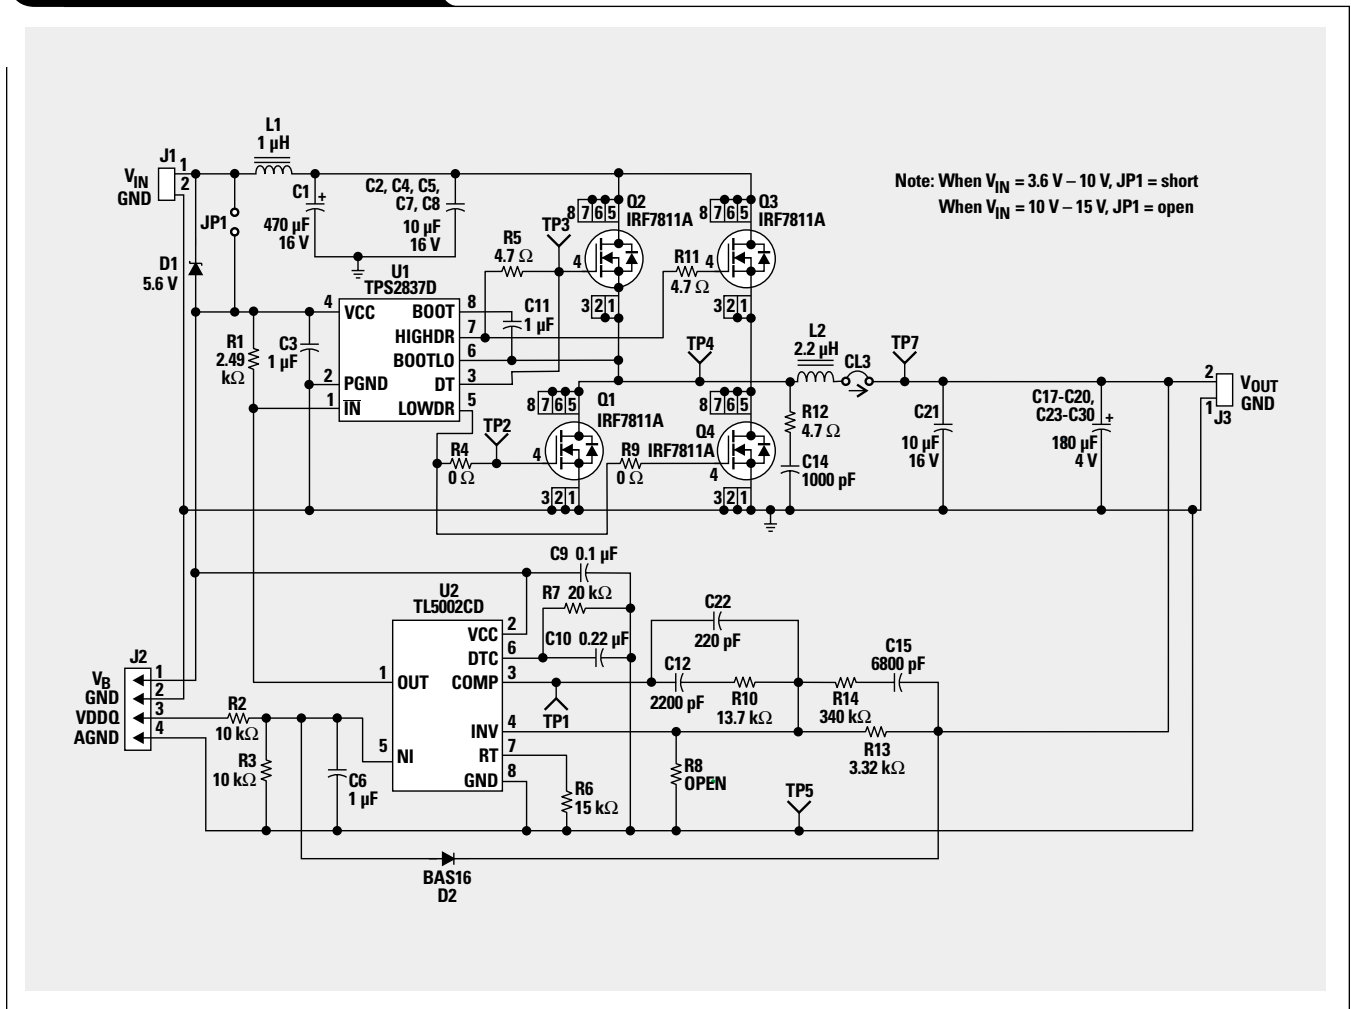 L1
1 µH
J1
1
2
V_IN
GND
JP1
C1
+
470 µF
16 V
C2, C4, C5,
C7, C8
10 µF
16 V
D1
5.6 V
R5
4.7 Ω
TP3
8 7 6 5
Q2
IRF7811A
4
3 2 1
8 7 6 5
Q3
IRF7811A
R11
4.7 Ω
4
3 2 1
Note: When V_IN = 3.6 V – 10 V, JP1 = short
When V_IN = 10 V – 15 V, JP1 = open
U1
TPS2837D
4 VCC
BOOT 8
HIGHDR 7
BOOTLO 6
2 PGND
DT 3
1 IN
LOWDR 5
R1
2.49
kΩ
C3
1 µF
C11
1 µF
TP4
L2
2.2 µH
CL3
TP7
8 7 6 5
Q1
IRF7811A
4
3 2 1
TP2
R4
0 Ω
R9
0 Ω
8 7 6 5
Q4
IRF7811A
4
3 2 1
R12
4.7 Ω
C14
1000 pF
C21
10 µF
16 V
C17-C20,
C23-C30
+
180 µF
4 V
2
1
V_OUT
GND
J3
C9 0.1 µF
R7 20 kΩ
C10 0.22 µF
U2
TL5002CD
VCC 2
DTC 6
1 OUT
COMP 3
INV 4
5 NI
RT 7
GND 8
C22
220 pF
C12
2200 pF
R10
13.7 kΩ
C15
6800 pF
R14
340 kΩ
R13
3.32 kΩ
TP1
J2
V_B 1
GND 2
VDDQ 3
AGND 4
R2
10 kΩ
R3
10 kΩ
C6
1 µF
R6
15 kΩ
R8
OPEN
TP5
BAS16
D2